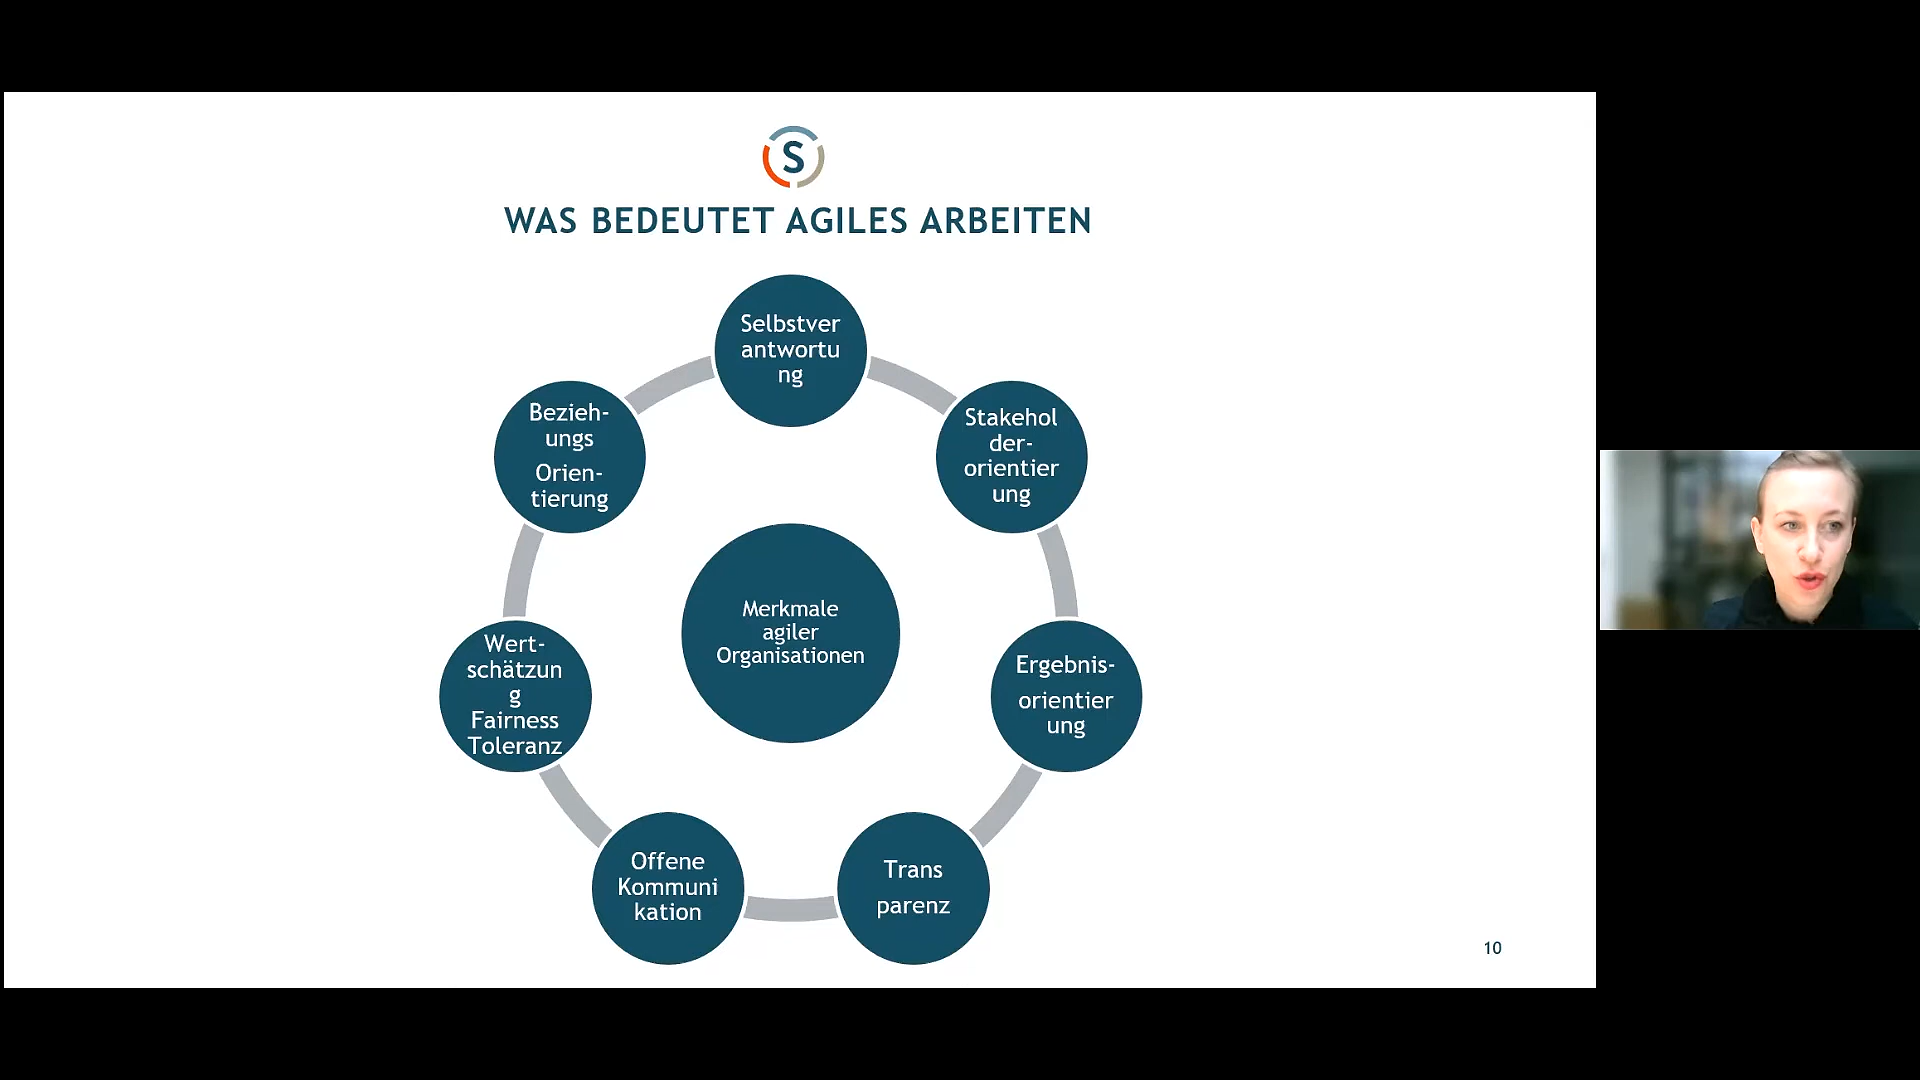 S
WAS BEDEUTET AGILES ARBEITEN
Selbstver
antwortu
ng
Stakehol
der-
orientier
ung
Ergebnis-
orientier
ung
Trans
parenz
Offene
Kommuni
kation
Wert-
schätzun
g
Fairness
Toleranz
Bezieh-
ungs
Orien-
tierung
Merkmale
agiler
Organisationen
10